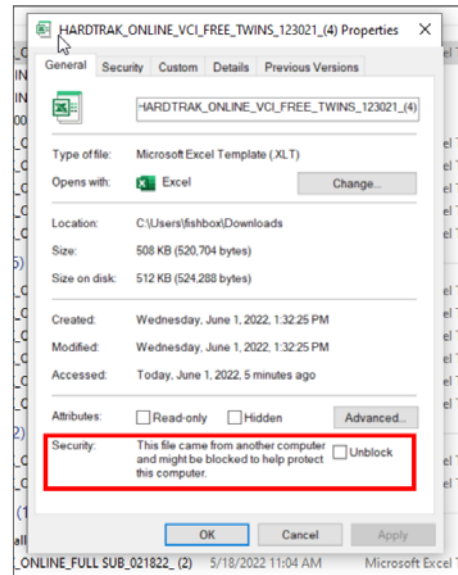 HARDTRAK_ONLINE_VCI_FREE_TWINS_123021_(4) Properties
General Security Custom Details Previous Versions
HARDTRAK_ONLINE_VCI_FREE_TWINS_123021_(4)
Type of file: Microsoft Excel Template (.XLT)
Opens with: Excel Change...
Location: C:\Users\fishbox\Downloads
Size: 508 KB (520,704 bytes)
Size on disk: 512 KB (524,288 bytes)
Created: Wednesday, June 1, 2022, 1:32:25 PM
Modified: Wednesday, June 1, 2022, 1:32:25 PM
Accessed: Today, June 1, 2022, 5 minutes ago
Attributes: Read-only Hidden Advanced...
Security: This file came from another computer
and might be blocked to help protect Unblock
this computer.
OK Cancel Apply
_ONLINE_FULL SUB_021822_ (2) 5/18/2022 11:04 AM Microsoft Excel